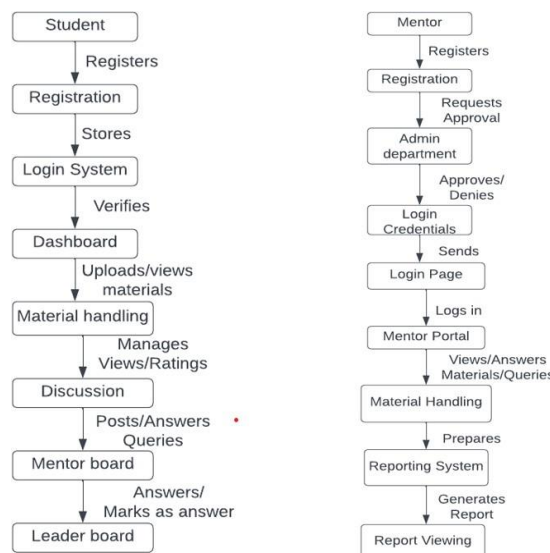 Student
Registers
Registration
Stores
Login System
Verifies
Dashboard
Uploads/views
materials
Material handling
Manages
Views/Ratings
Discussion
Posts/Answers
Queries
Mentor board
Answers/
Marks as answer
Leader board
Mentor
Registers
Registration
Requests
Approval
Admin
department
Approves/
Denies
Login
Credentials
Sends
Login Page
Logs in
Mentor Portal
Views/Answers
Materials/Queries
Material Handling
Prepares
Reporting System
Generates
Report
Report Viewing